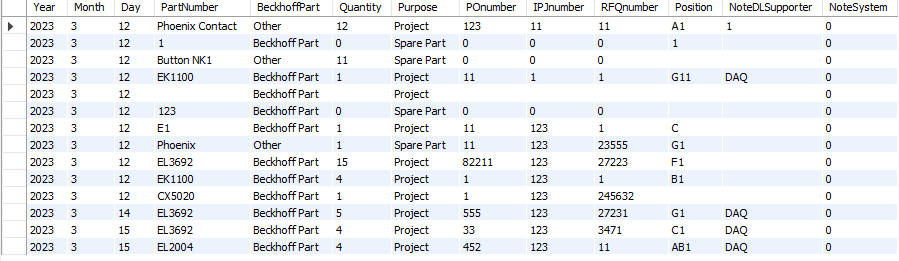 Year Month Day PartNumber BeckhoffPart Quantity Purpose POnumber IPJnumber RFQnumber Position NoteDLSupporter NoteSystem
2023 3 12 Phoenix Contact Other 12 Project 123 11 11 A1 1 0
2023 3 12 1 Beckhoff Part 0 Spare Part 0 0 0 1 0
2023 3 12 Button NK1 Other 11 Spare Part 0 0 0 0
2023 3 12 EK1100 Beckhoff Part 1 Project 11 1 1 G11 DAQ 0
2023 3 12 Beckhoff Part Project 0
2023 3 12 123 Beckhoff Part 0 Spare Part 0 0 0 0
2023 3 12 E1 Beckhoff Part 1 Project 11 123 1 C 0
2023 3 12 Phoenix Other 1 Spare Part 11 123 23555 G1 0
2023 3 12 EL3692 Beckhoff Part 15 Project 82211 123 27223 F1 0
2023 3 12 EK1100 Beckhoff Part 4 Project 1 123 1 B1 0
2023 3 12 CX5020 Beckhoff Part 1 Project 1 123 245632 0
2023 3 14 EL3692 Beckhoff Part 5 Project 555 123 27231 G1 DAQ 0
2023 3 15 EL3692 Beckhoff Part 4 Project 33 123 3471 C1 DAQ 0
2023 3 15 EL2004 Beckhoff Part 4 Project 452 123 11 AB1 DAQ 0